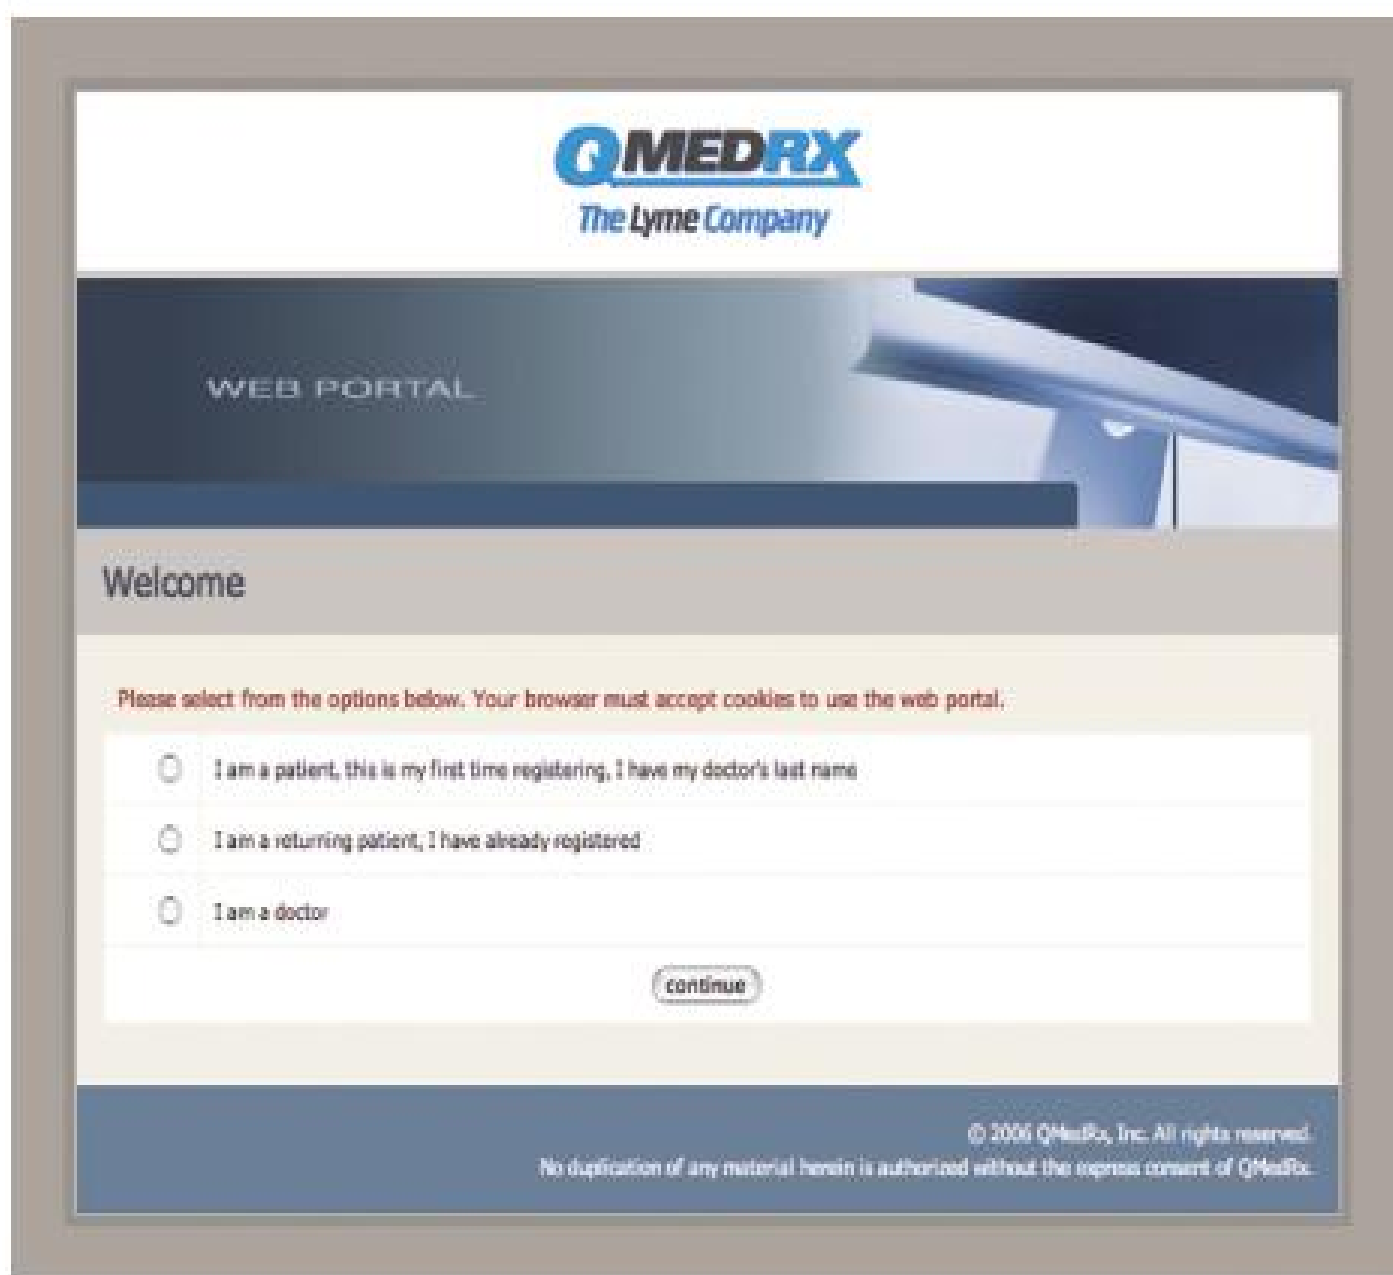 QMEDRX
The Lyme Company
WEB PORTAL
Welcome
Please select from the options below. Your browser must accept cookies to use the web portal.
I am a patient, this is my first time registering, I have my doctor's last name
I am a returning patient, I have already registered
I am a doctor
continue
© 2006 QMedRx, Inc. All rights reserved.
No duplication of any material herein is authorized without the express consent of QMedRx.